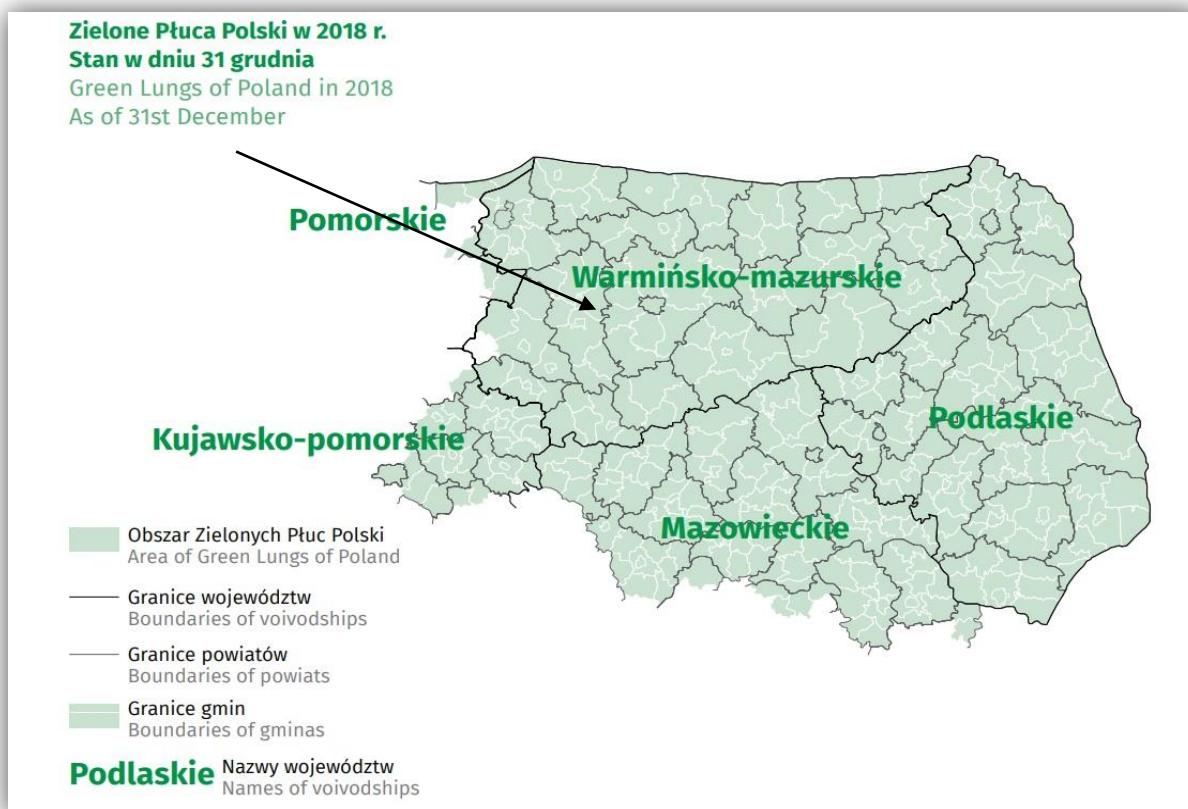 Zielone Płuca Polski w 2018 r.
Stan w dniu 31 grudnia
Green Lungs of Poland in 2018
As of 31st December
Pomorskie
Warmińsko-mazurskie
Podlaskie
Kujawsko-pomorskie
Mazowieckie
Obszar Zielonych Płuc Polski
Area of Green Lungs of Poland
Granice województw
Boundaries of voivodships
Granice powiatów
Boundaries of powiats
Granice gmin
Boundaries of gminas
Podlaskie Nazwy województw
Names of voivodships